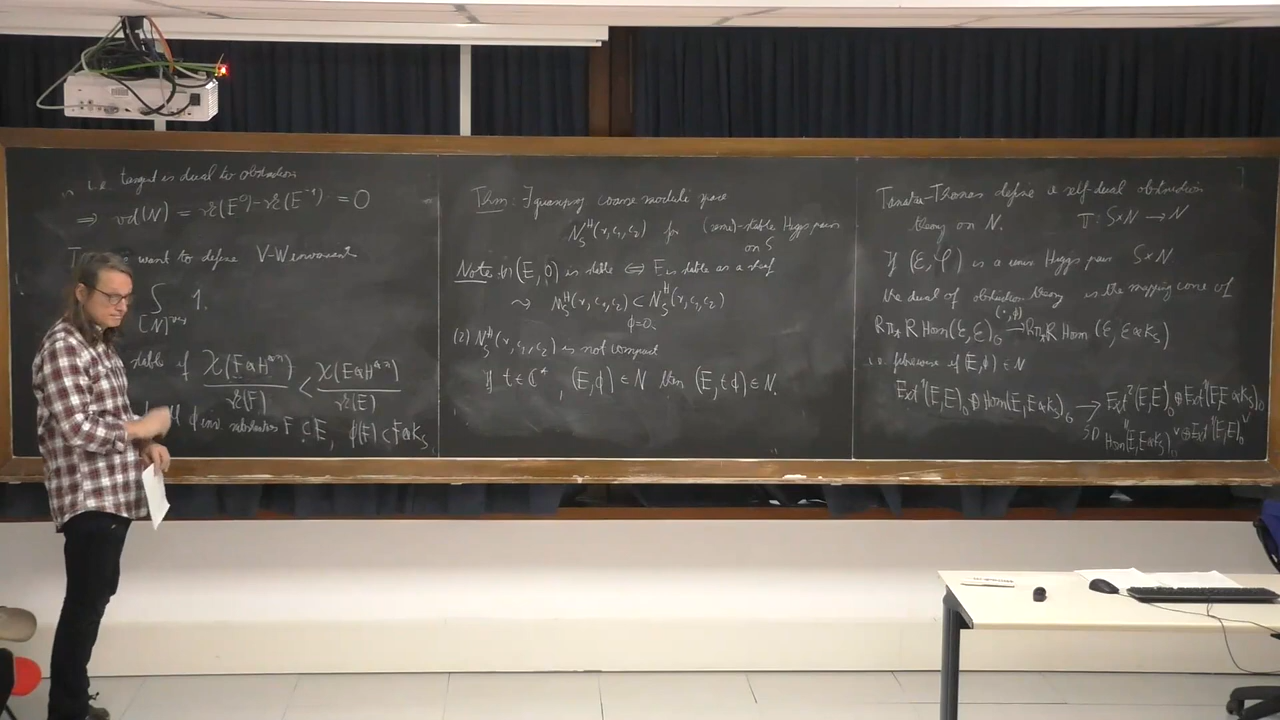 i.e. tangent is dual to obstruction
⇒ vd(N) = rk(E⁰) - rk(E⁻¹) = 0
want to define V-W invariant
∫_{[N]^{vir}} 1.
stable if χ(F⊗H^{⊗n})/rk(F) < χ(E⊗H^{⊗n})/rk(E)
φ inv. subsheaves F ⊊ E, φ(F) ⊂ F⊗K_S
Thm: ∃ quasiproj coarse moduli space
N_S^H(r,c₁,c₂) for (semi)-stable Higgs pairs
on S
Note: (1) (E,0) is stable ⇔ E is stable as a sheaf
⇝ M_S^H(r,c₁,c₂) ⊂ N_S^H(r,c₁,c₂)
φ=0.
(2) N_S^H(r,c₁,c₂) is not compact
If t∈ℂ*, (E,φ)∈N then (E,tφ)∈N.
Tanaka-Thomas define a self-dual obstruction
theory on N. π: S×N → N
If (ℰ,φ) is a univ Higgs pair S×N
the dual of obstruction theory is the mapping cone of
Rπ_* R Hom(ℰ,ℰ)₀ →^{(·,φ)} Rπ_* R Hom(ℰ,ℰ⊗K_S)
i.e. fibrewise if (E,φ)∈N
Ext¹(E,E)₀ ⊕ Hom(E,E⊗K_S)₀ → Ext²(E,E)₀ ⊕ Ext¹(E,E⊗K_S)₀
SD Hom(E,E⊗K_S)₀^∨ ⊕ Ext¹(E,E)₀^∨